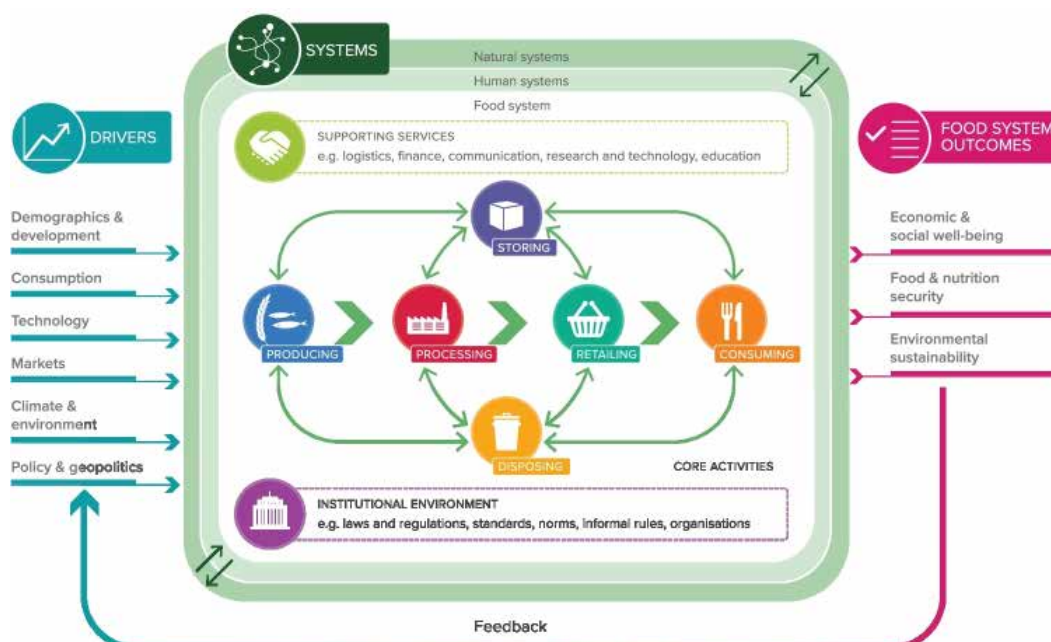 SYSTEMS
Natural systems
Human systems
Food system
DRIVERS
Demographics &
development
Consumption
Technology
Markets
Climate &
environment
Policy & geopolitics
SUPPORTING SERVICES
e.g. logistics, finance, communication, research and technology, education
STORING
PRODUCING
PROCESSING
RETAILING
CONSUMING
DISPOSING
CORE ACTIVITIES
INSTITUTIONAL ENVIRONMENT
e.g. laws and regulations, standards, norms, informal rules, organisations
FOOD SYSTEM
OUTCOMES
Economic &
social well-being
Food & nutrition
security
Environmental
sustainability
Feedback